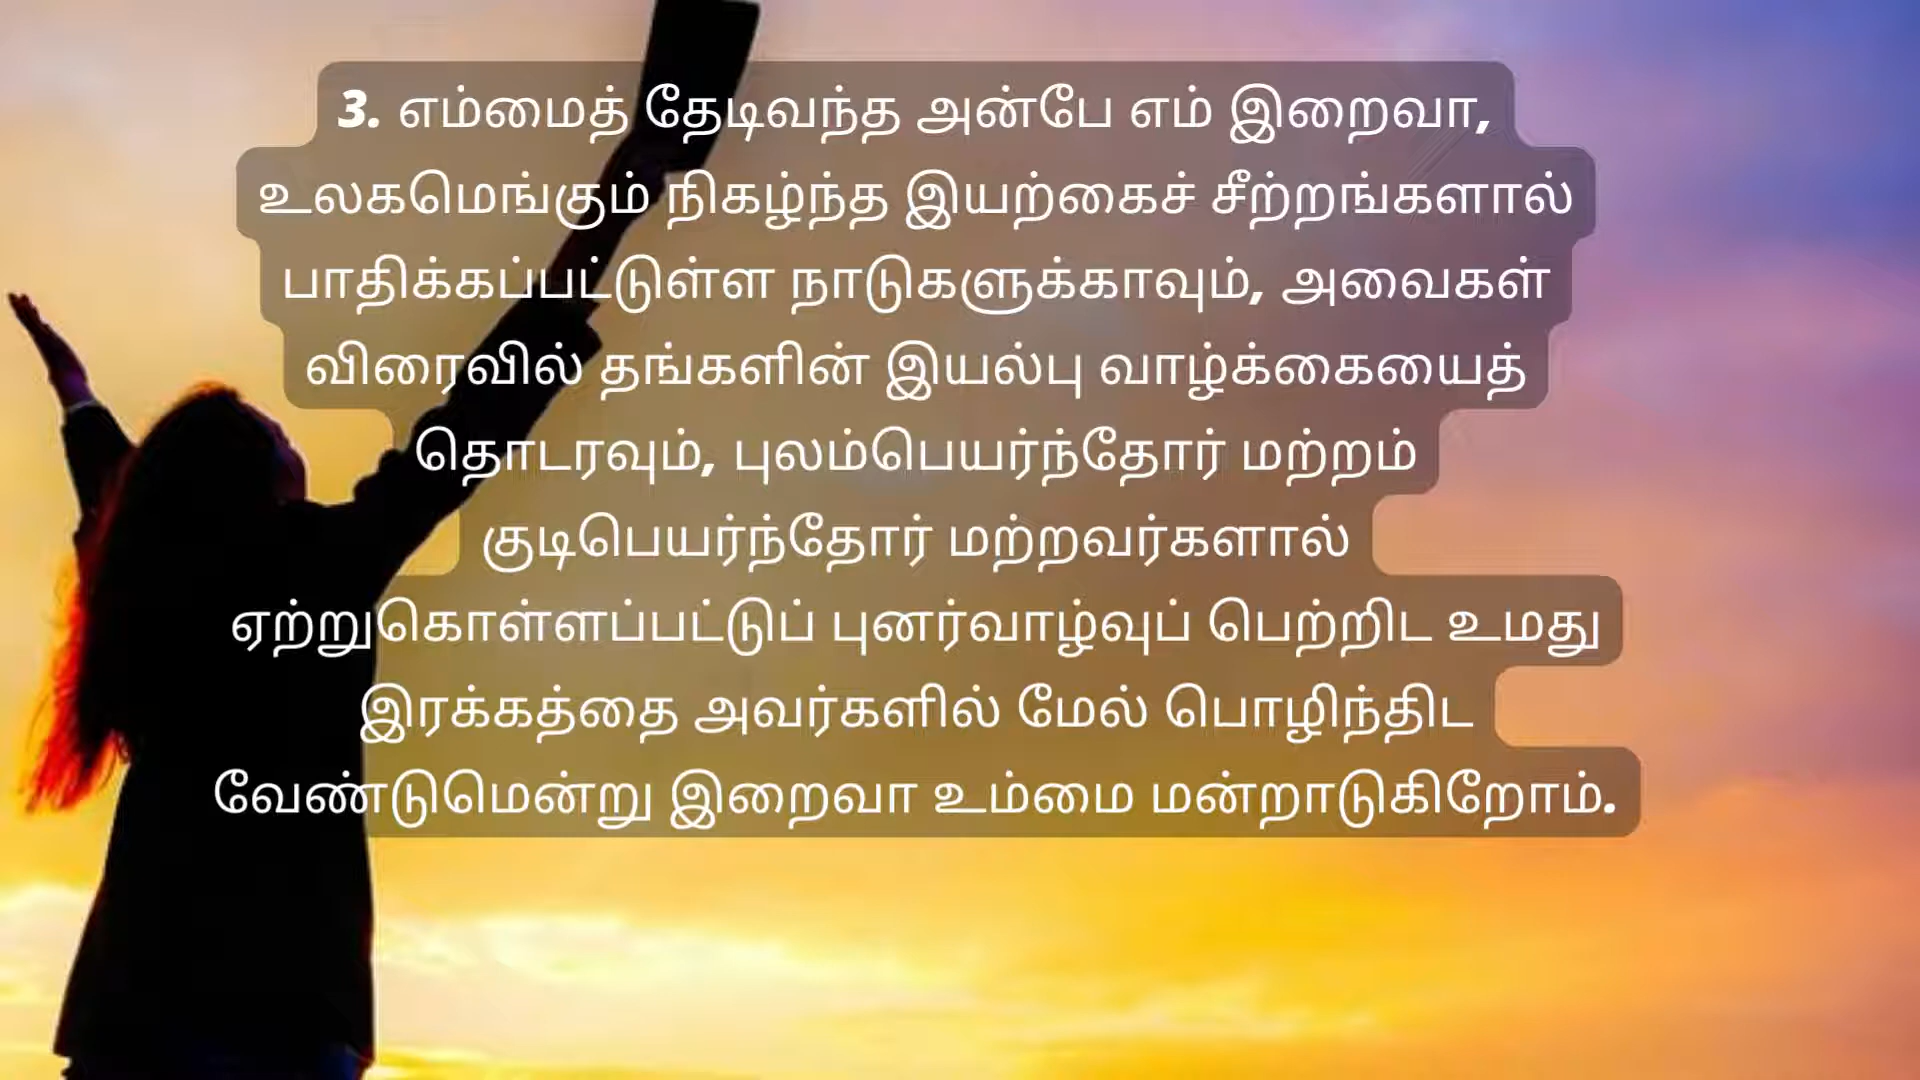 3. எம்மைத் தேடிவந்த அன்பே எம் இறைவா,
உலகமெங்கும் நிகழ்ந்த இயற்கைச் சீற்றங்களால்
பாதிக்கப்பட்டுள்ள நாடுகளுக்காவும், அவைகள்
விரைவில் தங்களின் இயல்பு வாழ்க்கையைத்
தொடரவும், புலம்பெயர்ந்தோர் மற்றம்
குடிபெயர்ந்தோர் மற்றவர்களால்
ஏற்றுகொள்ளப்பட்டுப் புனர்வாழ்வுப் பெற்றிட உமது
இரக்கத்தை அவர்களில் மேல் பொழிந்திட
வேண்டுமென்று இறைவா உம்மை மன்றாடுகிறோம்.